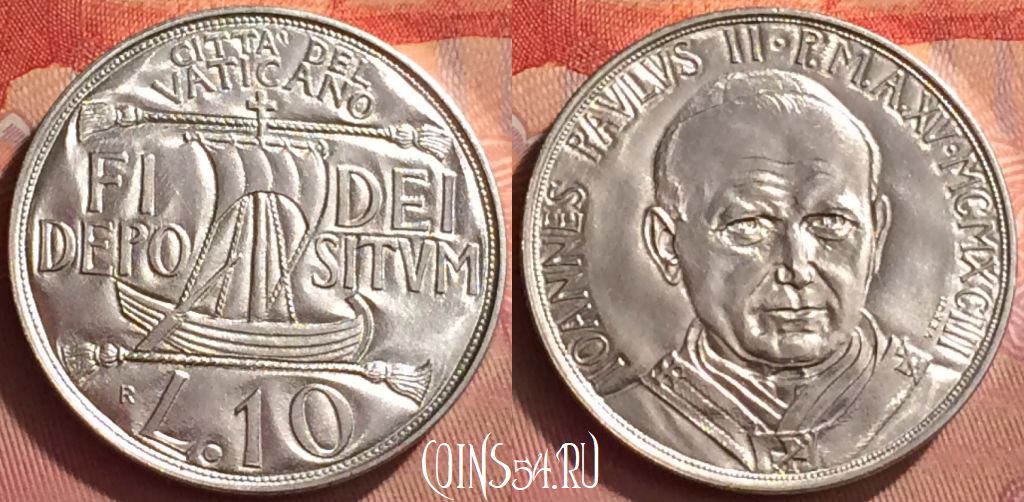 CITTA' DEL
VATICANO
FI DEI
DEPO SITVM
R
L.10
IOANNES PAVLVS II·P.M.A.XV·MCMXCIII
COINS54.RU